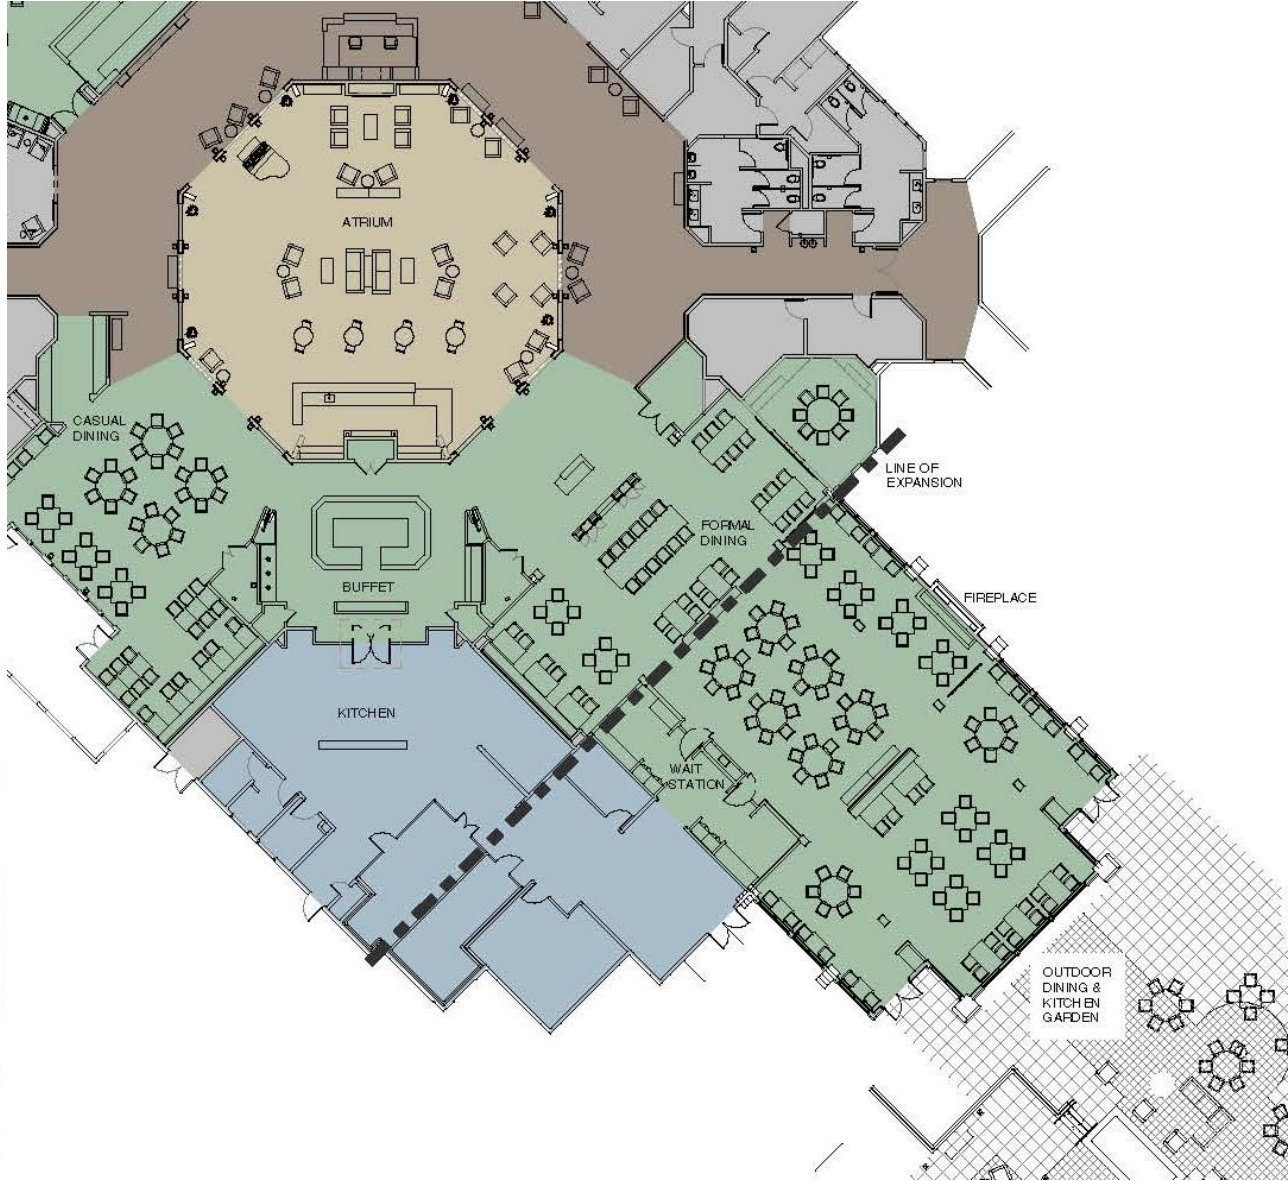 ATRIUM
CASUAL
DINING
LINE OF
EXPANSION
FORMAL
DINING
BUFFET
FIREPLACE
KITCHEN
WAIT
STATION
OUTDOOR
DINING &
KITCHEN
GARDEN